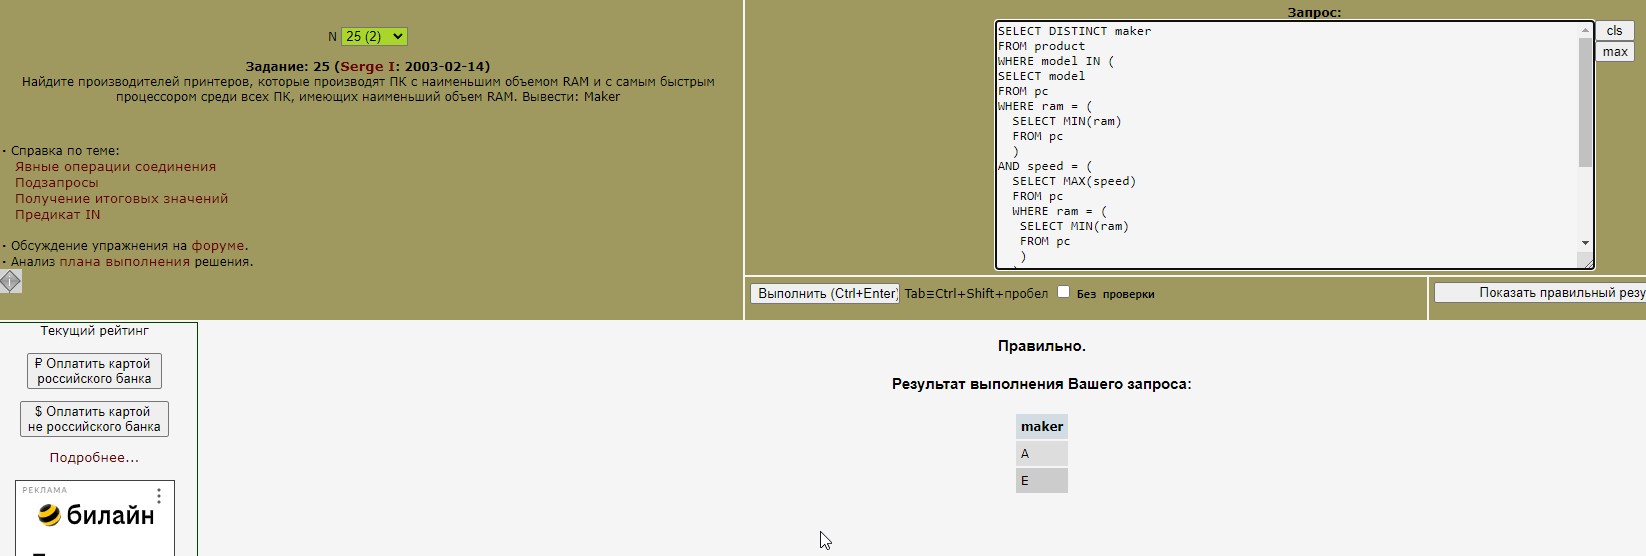 N 25 (2)
Задание: 25 (Serge I: 2003-02-14)
Найдите производителей принтеров, которые производят ПК с наименьшим объемом RAM и с самым быстрым
процессором среди всех ПК, имеющих наименьший объем RAM. Вывести: Maker
· Справка по теме:
Явные операции соединения
Подзапросы
Получение итоговых значений
Предикат IN
· Обсуждение упражнения на форуме.
· Анализ плана выполнения решения.
Запрос:
SELECT DISTINCT maker
FROM product
WHERE model IN (
SELECT model
FROM pc
WHERE ram = (
  SELECT MIN(ram)
  FROM pc
  )
AND speed = (
  SELECT MAX(speed)
  FROM pc
  WHERE ram = (
   SELECT MIN(ram)
   FROM pc
   )
cls
max
Выполнить (Ctrl+Enter) Tab≡Ctrl+Shift+пробел Без проверки
Показать правильный резу
Текущий рейтинг
₽ Оплатить картой
российского банка
$ Оплатить картой
не российского банка
Подробнее...
РЕКЛАМА
билайн
Правильно.
Результат выполнения Вашего запроса:
maker
A
E